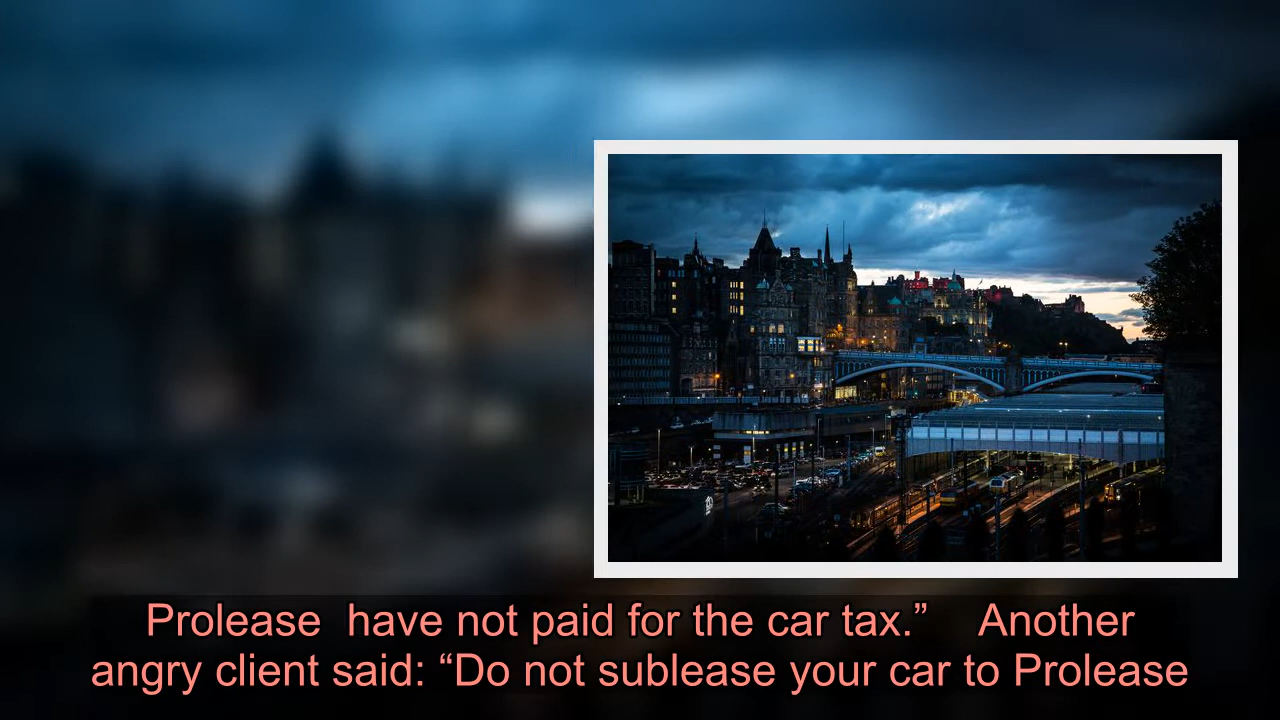 Prolease  have not paid for the car tax.”    Another
angry client said: “Do not sublease your car to Prolease